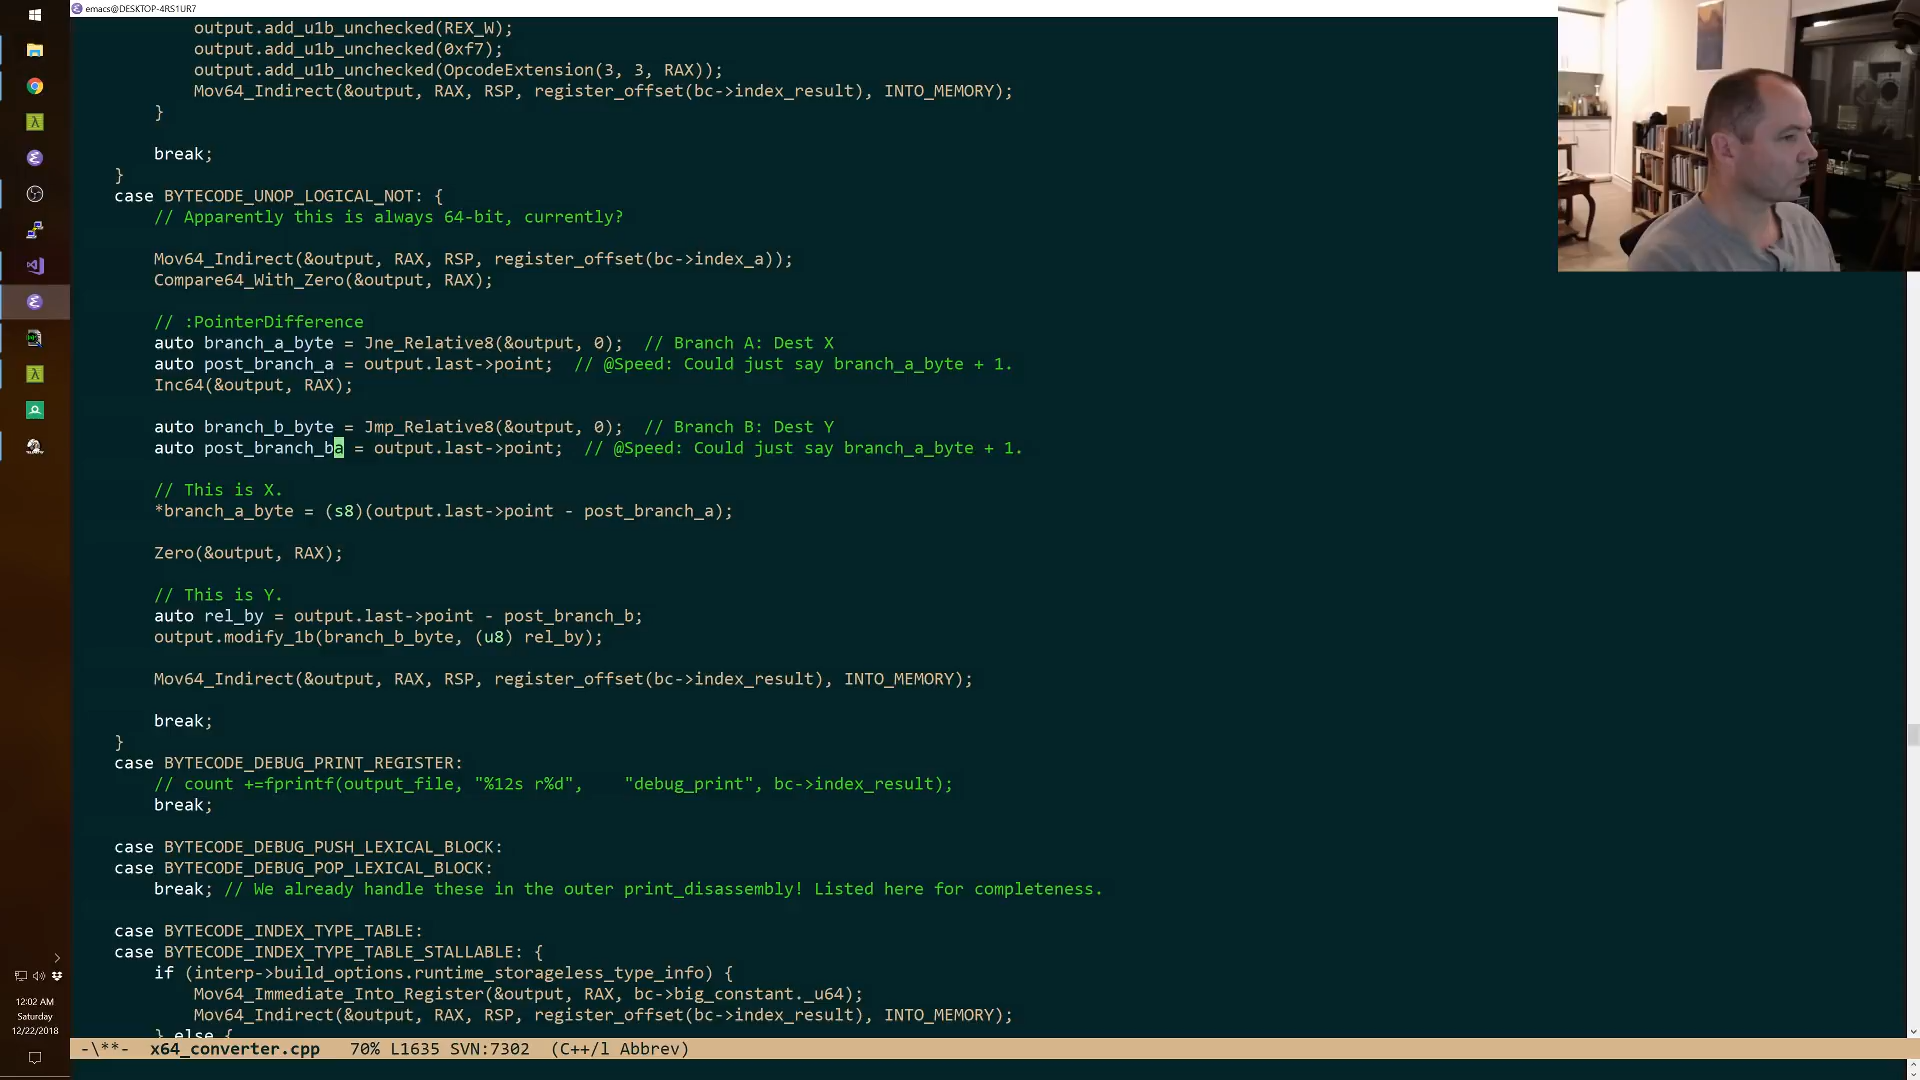 emacs@DESKTOP-4RS1UR7
output.add_u1b_unchecked(REX_W);
output.add_u1b_unchecked(0xf7);
output.add_u1b_unchecked(OpcodeExtension(3, 3, RAX));
Mov64_Indirect(&output, RAX, RSP, register_offset(bc->index_result), INTO_MEMORY);
}
break;
}
case BYTECODE_UNOP_LOGICAL_NOT: {
// Apparently this is always 64-bit, currently?
Mov64_Indirect(&output, RAX, RSP, register_offset(bc->index_a));
Compare64_With_Zero(&output, RAX);
// :PointerDifference
auto branch_a_byte = Jne_Relative8(&output, 0);  // Branch A: Dest X
auto post_branch_a = output.last->point;  // @Speed: Could just say branch_a_byte + 1.
Inc64(&output, RAX);
auto branch_b_byte = Jmp_Relative8(&output, 0);  // Branch B: Dest Y
auto post_branch_ba = output.last->point;  // @Speed: Could just say branch_a_byte + 1.
// This is X.
*branch_a_byte = (s8)(output.last->point - post_branch_a);
Zero(&output, RAX);
// This is Y.
auto rel_by = output.last->point - post_branch_b;
output.modify_1b(branch_b_byte, (u8) rel_by);
Mov64_Indirect(&output, RAX, RSP, register_offset(bc->index_result), INTO_MEMORY);
break;
}
case BYTECODE_DEBUG_PRINT_REGISTER:
// count +=fprintf(output_file, "%12s r%d",    "debug_print", bc->index_result);
break;
case BYTECODE_DEBUG_PUSH_LEXICAL_BLOCK:
case BYTECODE_DEBUG_POP_LEXICAL_BLOCK:
break; // We already handle these in the outer print_disassembly! Listed here for completeness.
case BYTECODE_INDEX_TYPE_TABLE:
case BYTECODE_INDEX_TYPE_TABLE_STALLABLE: {
if (interp->build_options.runtime_storageless_type_info) {
Mov64_Immediate_Into_Register(&output, RAX, bc->big_constant._u64);
Mov64_Indirect(&output, RAX, RSP, register_offset(bc->index_result), INTO_MEMORY);
} else {
-\**-  x64_converter.cpp   70% L1635 SVN:7302  (C++/l Abbrev)
12:02 AM
Saturday
12/22/2018